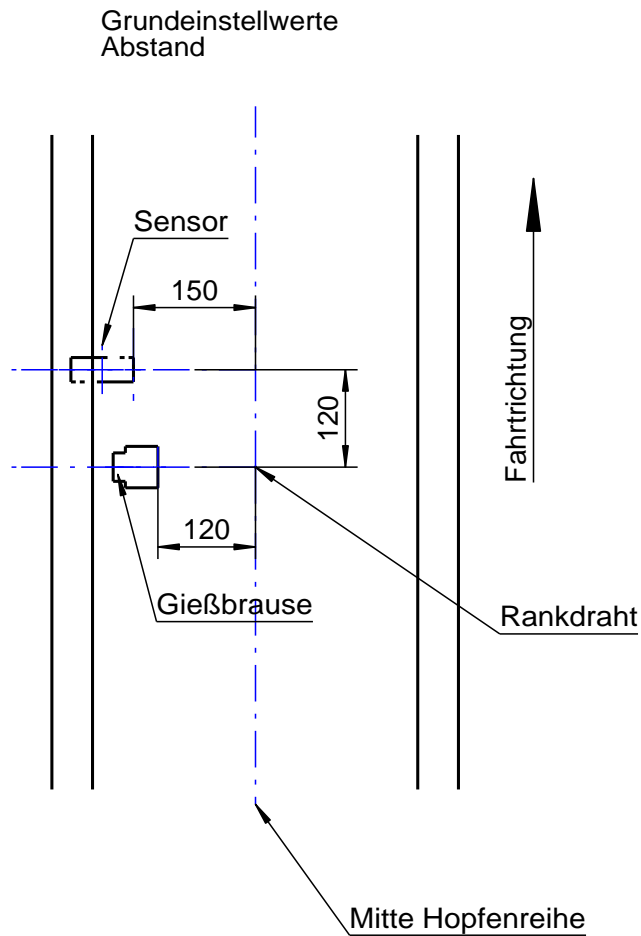 Grundeinstellwerte
Abstand
Sensor
150
120
Fahrtrichtung
120
Gießbrause
Rankdraht
Mitte Hopfenreihe